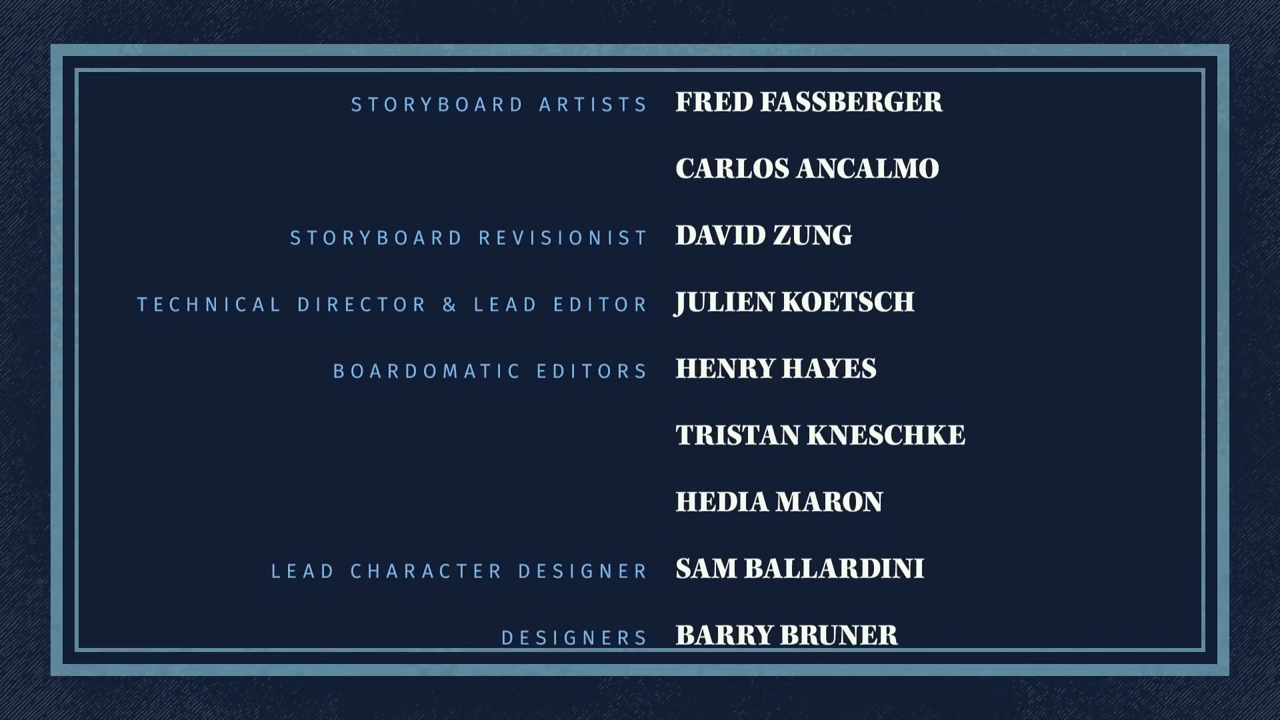 STORYBOARD ARTISTS FRED FASSBERGER
CARLOS ANCALMO
STORYBOARD REVISIONIST DAVID ZUNG
TECHNICAL DIRECTOR & LEAD EDITOR JULIEN KOETSCH
BOARDOMATIC EDITORS HENRY HAYES
TRISTAN KNESCHKE
HEDIA MARON
LEAD CHARACTER DESIGNER SAM BALLARDINI
DESIGNERS BARRY BRUNER